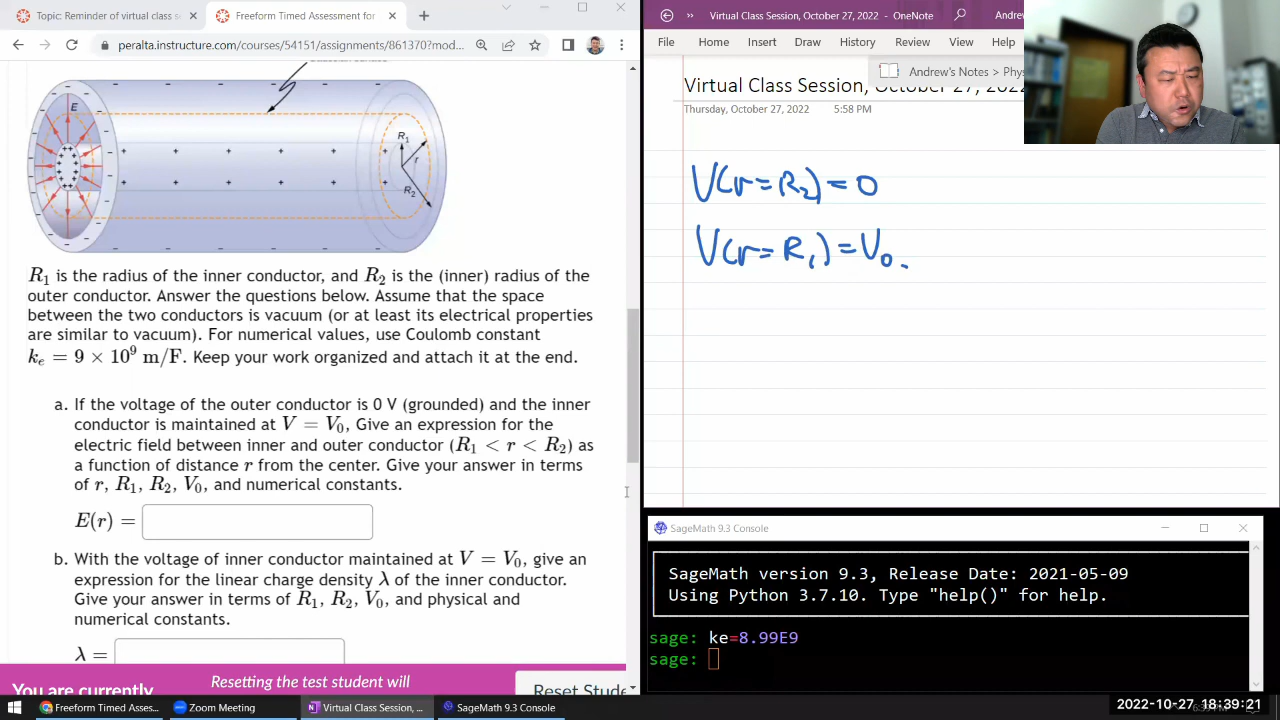 Topic: Reminder of virtual class s
Freeform Timed Assessment for
peralta.instructure.com/courses/54151/assignments/861370?mod...
E
R1
r
R2
R1 is the radius of the inner conductor, and R2 is the (inner) radius of the
outer conductor. Answer the questions below. Assume that the space
between the two conductors is vacuum (or at least its electrical properties
are similar to vacuum). For numerical values, use Coulomb constant
ke = 9 × 10^9 m/F. Keep your work organized and attach it at the end.
a. If the voltage of the outer conductor is 0 V (grounded) and the inner
conductor is maintained at V = V0, Give an expression for the
electric field between inner and outer conductor (R1 < r < R2) as
a function of distance r from the center. Give your answer in terms
of r, R1, R2, V0, and numerical constants.
E(r) =
b. With the voltage of inner conductor maintained at V = V0, give an
expression for the linear charge density λ of the inner conductor.
Give your answer in terms of R1, R2, V0, and physical and
numerical constants.
λ =
You are currently
Resetting the test student will
Reset Stude
Virtual Class Session, October 27, 2022 - OneNote
Andrew
File Home Insert Draw History Review View Help
Andrew's Notes > Phys
Virtual Class Session, October 27, 2022
Thursday, October 27, 2022 5:58 PM
V(r=R2)=0
V(r=R1)=V0.
SageMath 9.3 Console
SageMath version 9.3, Release Date: 2021-05-09
Using Python 3.7.10. Type "help()" for help.
sage: ke=8.99E9
sage:
Freeform Timed Asses...
Zoom Meeting
Virtual Class Session, ...
SageMath 9.3 Console
2022-10-27 18:39:21